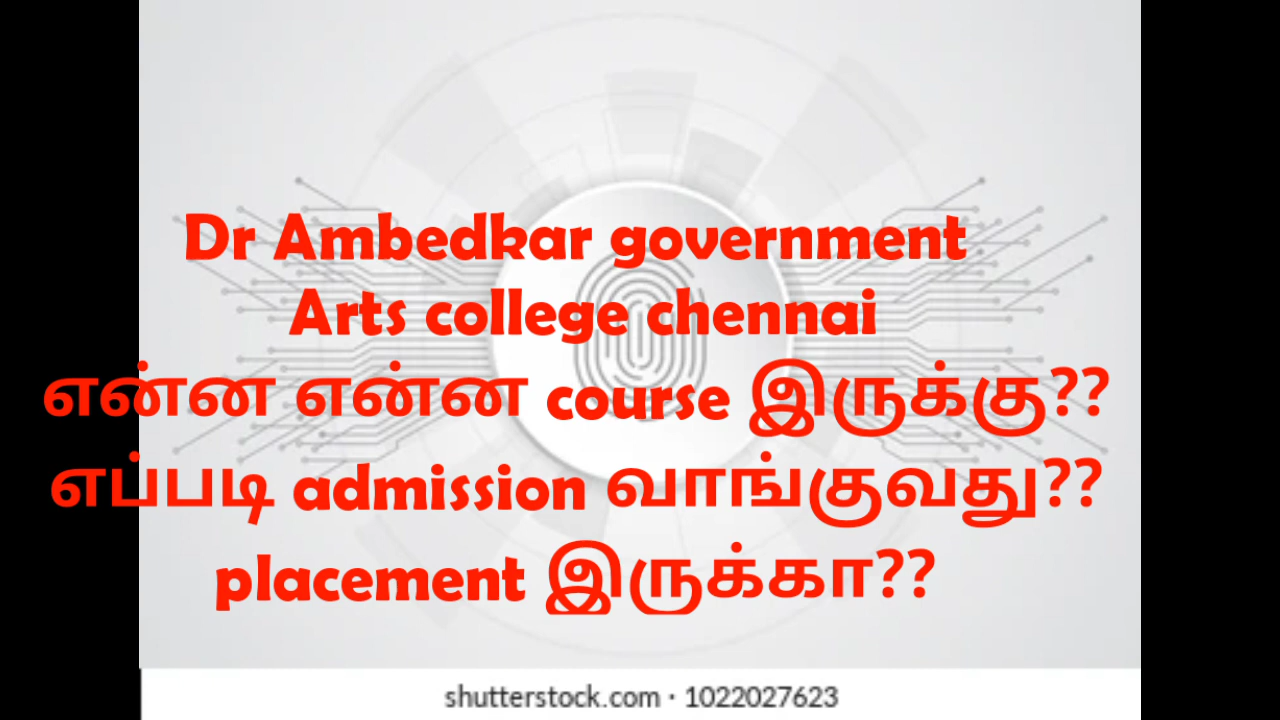 Dr Ambedkar government
Arts college chennai
என்ன என்ன course இருக்கு??
எப்படி admission வாங்குவது??
placement இருக்கா??
shutterstock.com · 1022027623